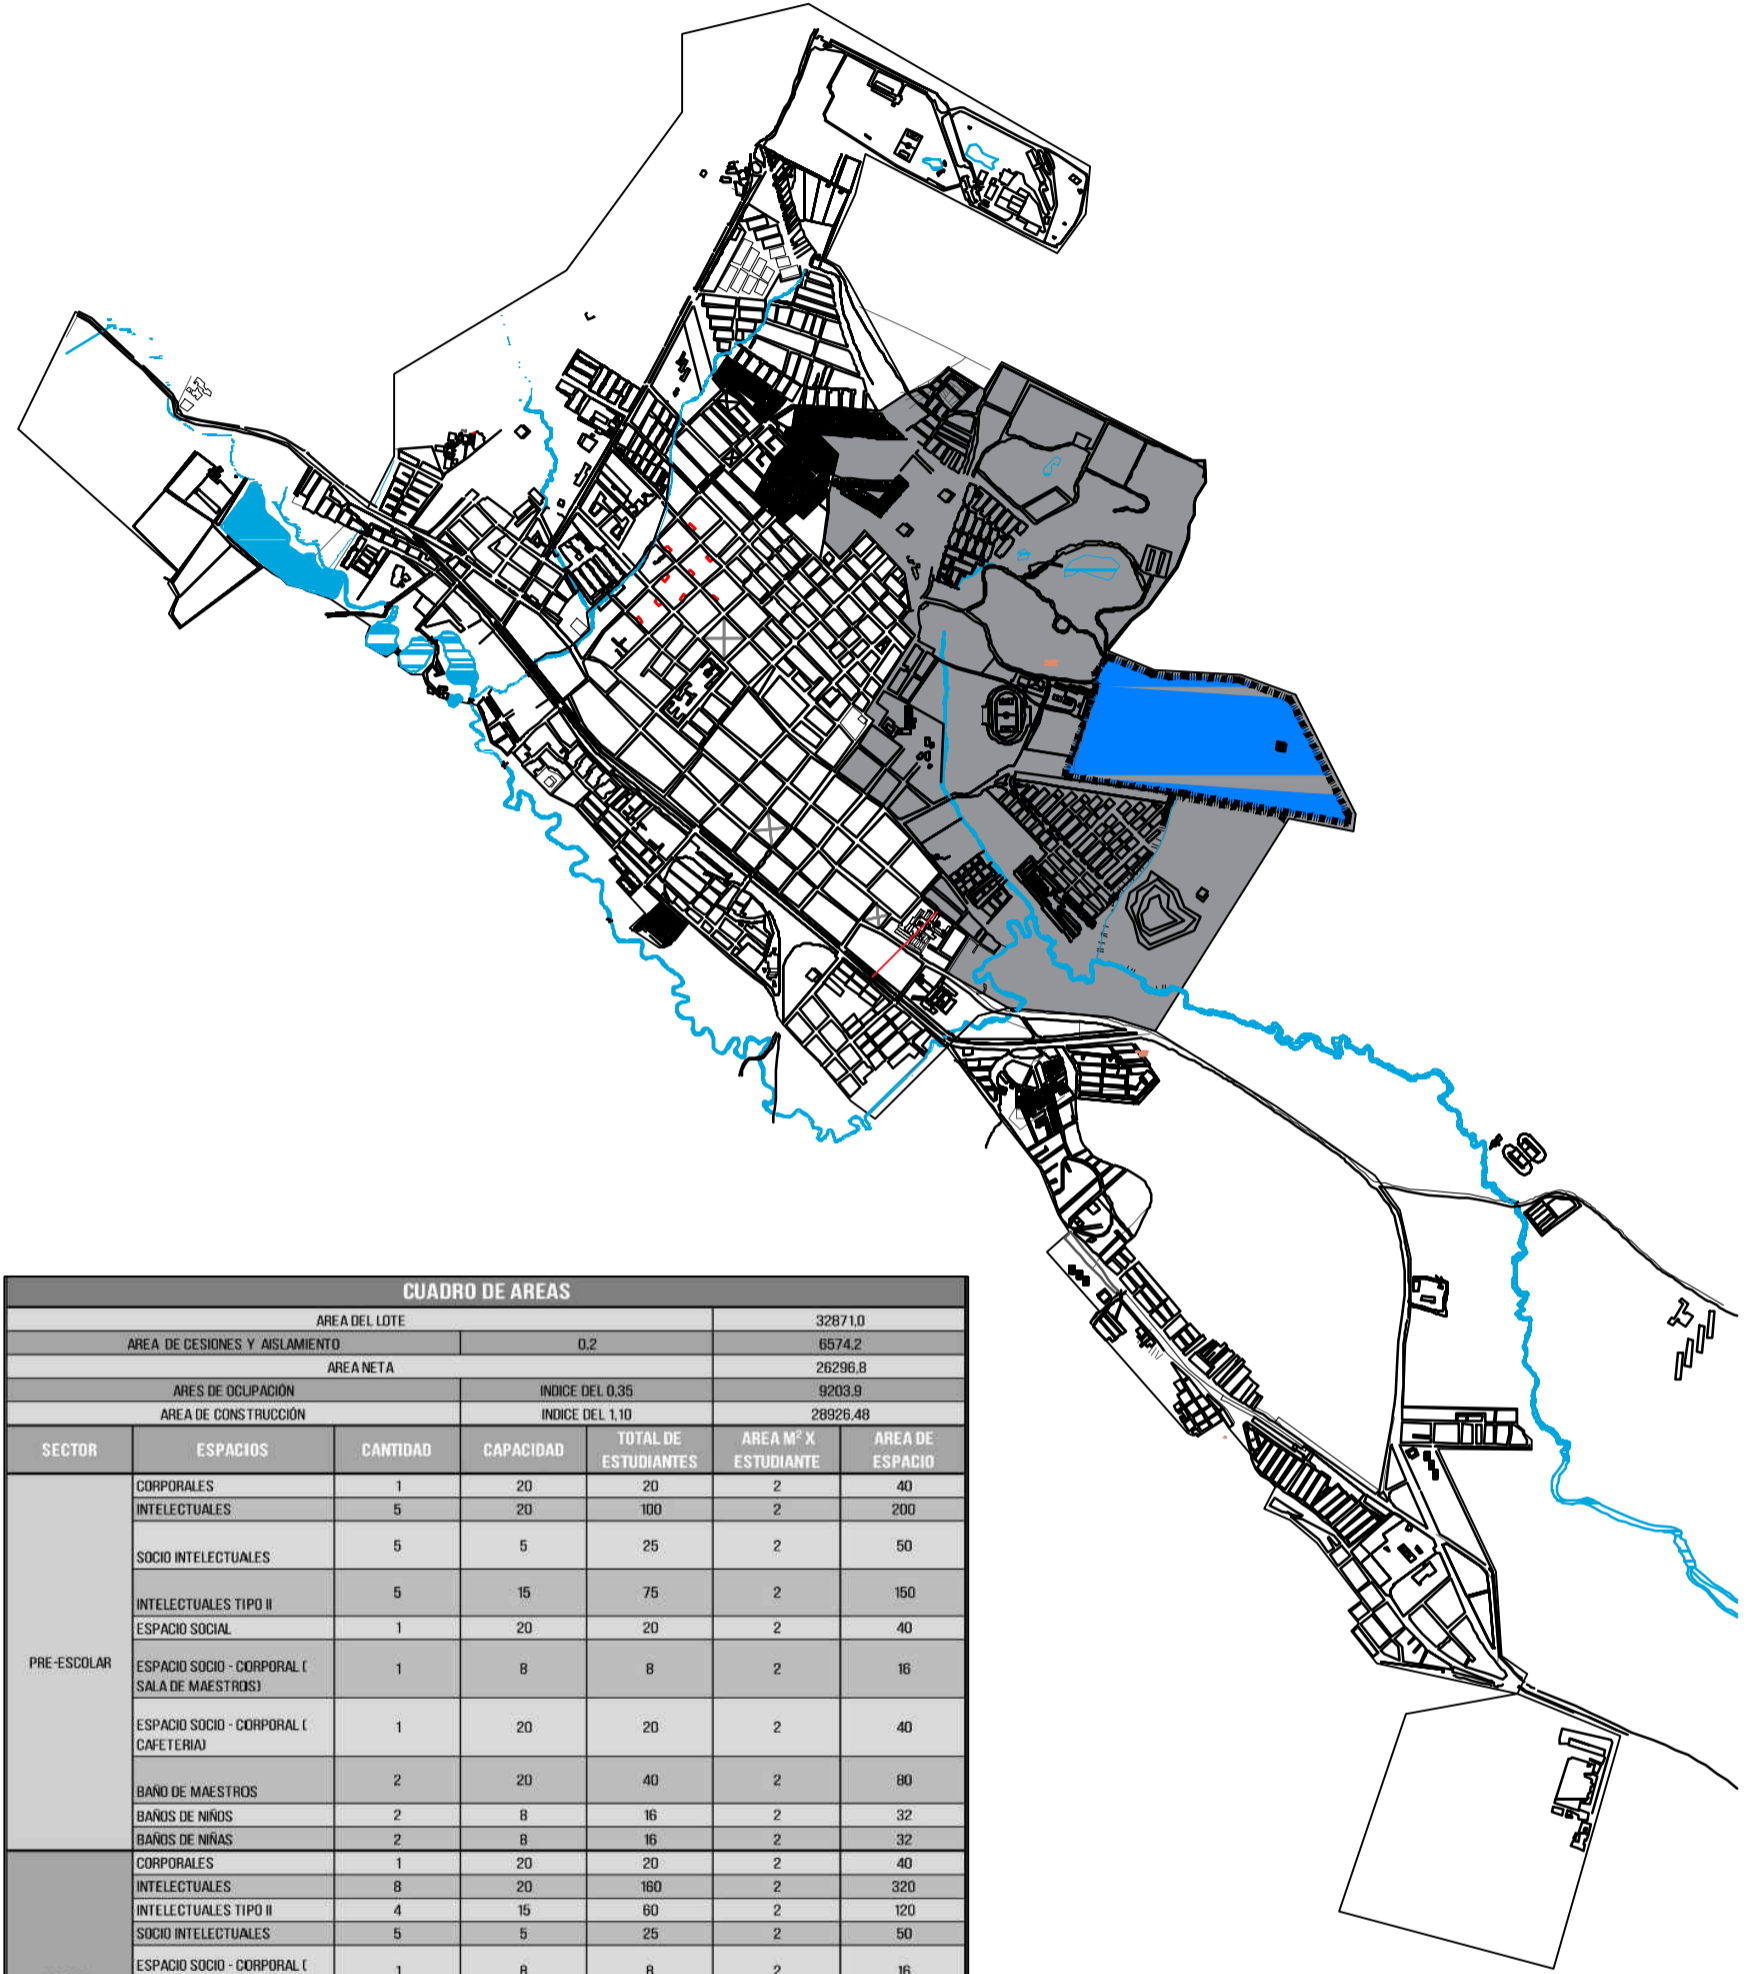 CUADRO DE AREAS
AREA DEL LOTE 32871,0
AREA DE CESIONES Y AISLAMIENTO 0.2 6574,2
AREA NETA 26296,8
ARES DE OCUPACIÓN INDICE DEL 0,35 9203,9
AREA DE CONSTRUCCIÓN INDICE DEL 1,10 28926,48
SECTOR ESPACIOS CANTIDAD CAPACIDAD TOTAL DE ESTUDIANTES AREA M² X ESTUDIANTE AREA DE ESPACIO
PRE-ESCOLAR
CORPORALES 1 20 20 2 40
INTELECTUALES 5 20 100 2 200
SOCIO INTELECTUALES 5 5 25 2 50
INTELECTUALES TIPO II 5 15 75 2 150
ESPACIO SOCIAL 1 20 20 2 40
ESPACIO SOCIO - CORPORAL ( SALA DE MAESTROS) 1 8 8 2 16
ESPACIO SOCIO - CORPORAL ( CAFETERIA) 1 20 20 2 40
BAÑO DE MAESTROS 2 20 40 2 80
BAÑOS DE NIÑOS 2 8 16 2 32
BAÑOS DE NIÑAS 2 8 16 2 32
CORPORALES 1 20 20 2 40
INTELECTUALES 8 20 160 2 320
INTELECTUALES TIPO II 4 15 60 2 120
SOCIO INTELECTUALES 5 5 25 2 50
ESPACIO SOCIO - CORPORAL ( 1 8 8 2 16